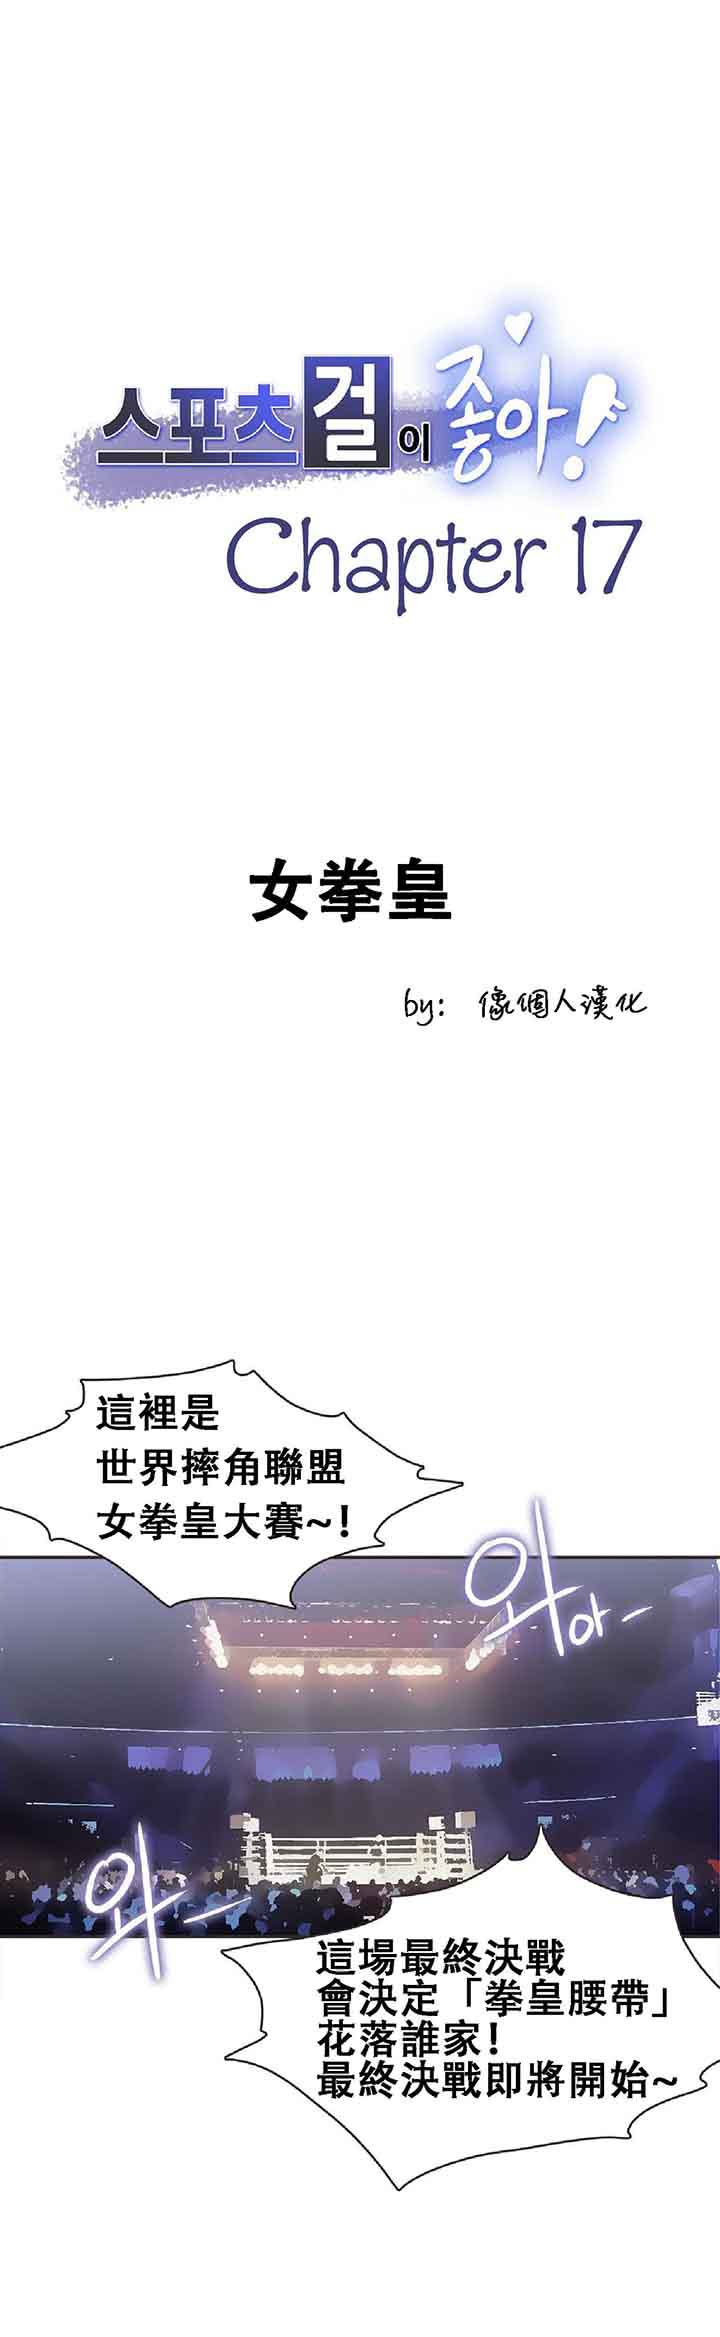 스포츠걸이 좋아!
Chapter 17
女拳皇
by: 像個人漢化
這裡是
世界摔角聯盟
女拳皇大賽~!
와아-
와-
這場最終決戰
會決定「拳皇腰帶」
花落誰家!
最終決戰即將開始~